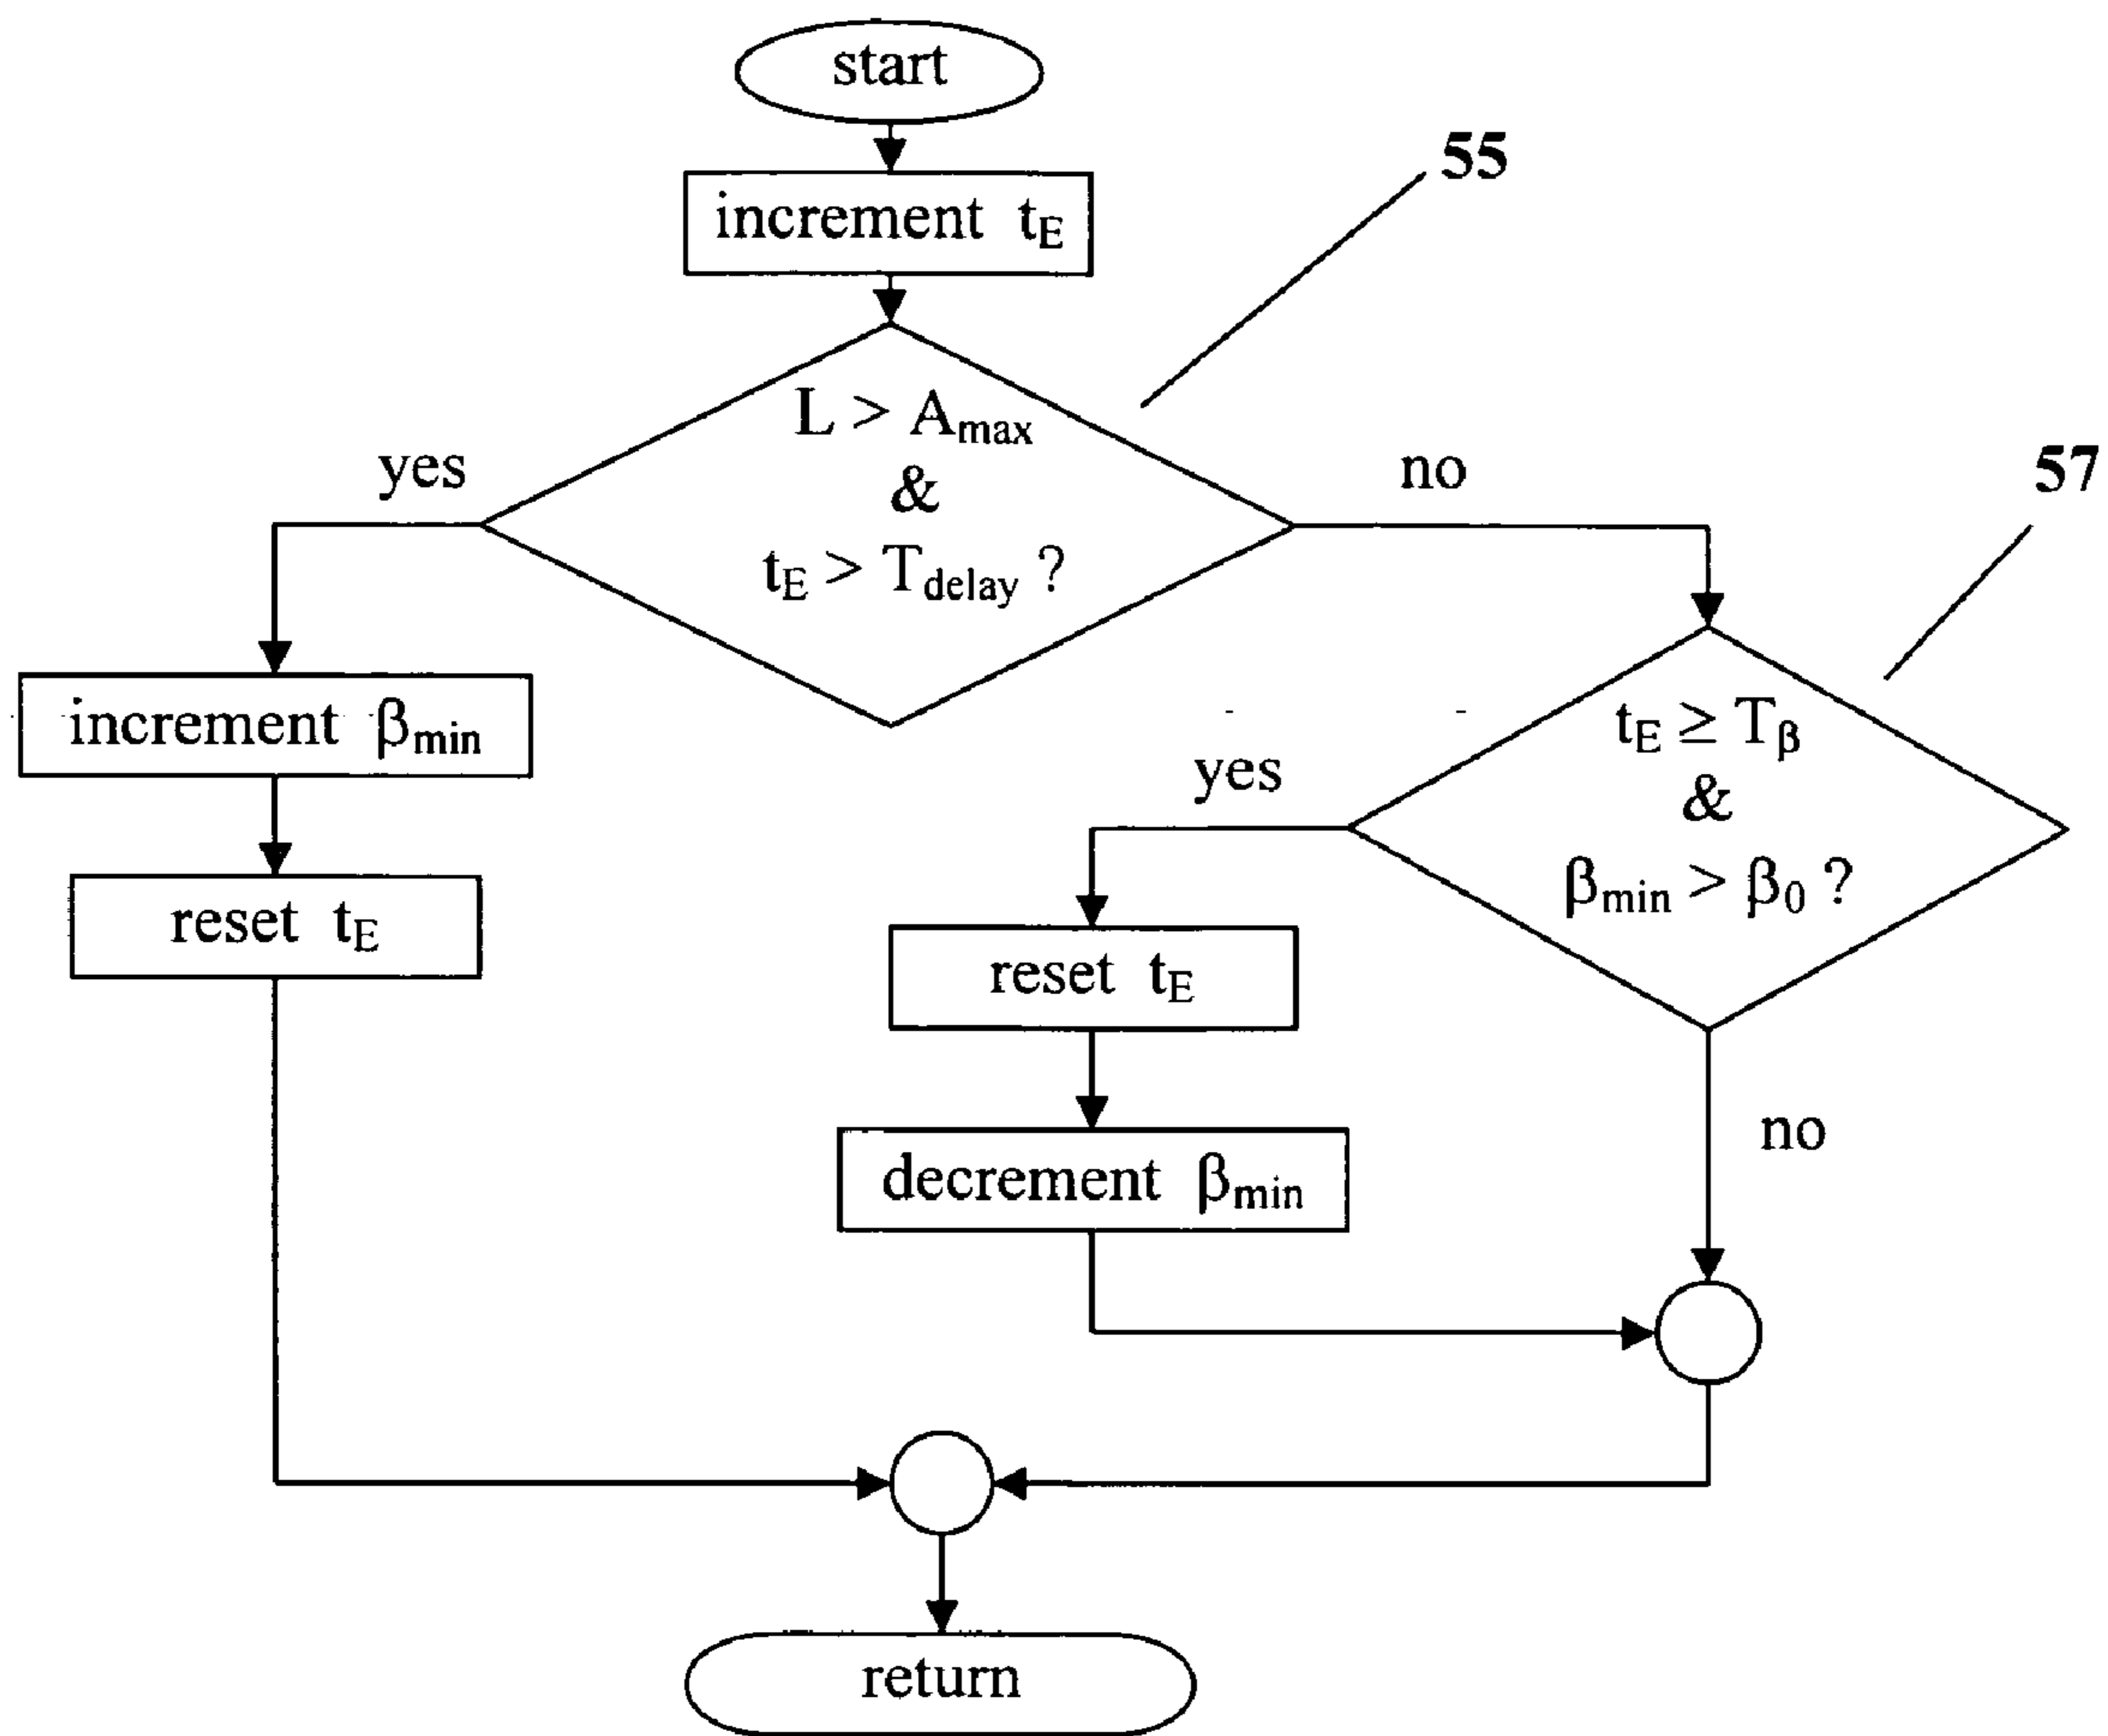 start
55
increment t_E
L > A_max
yes
&
no
57
t_E > T_delay ?
increment β_min
t_E ≥ T_β
yes
&
β_min > β_0 ?
reset t_E
reset t_E
no
decrement β_min
return